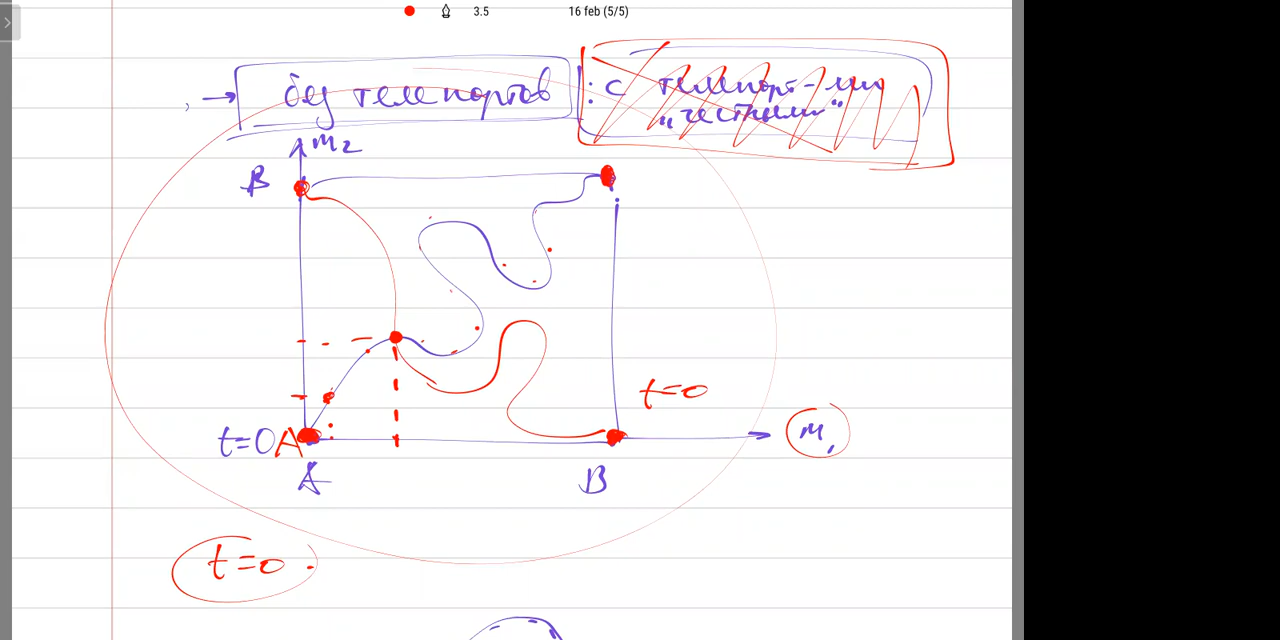 3.5 16 feb (5/5)
→ без телепортов : с телепорт-ми
"честными"
m2
B
t=0 A
t=0
m1
A B
t=0